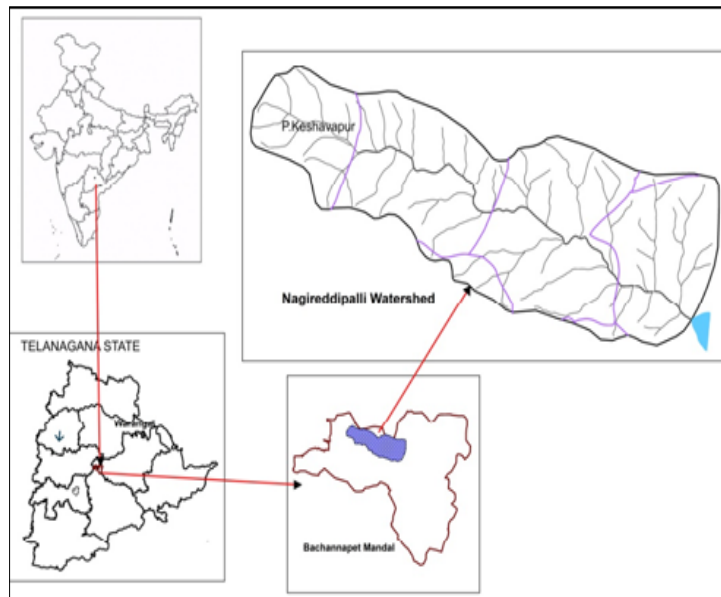 P.Keshavapur
Nagireddipalli Watershed
TELANAGANA STATE
Warangal
Bachannapet Mandal